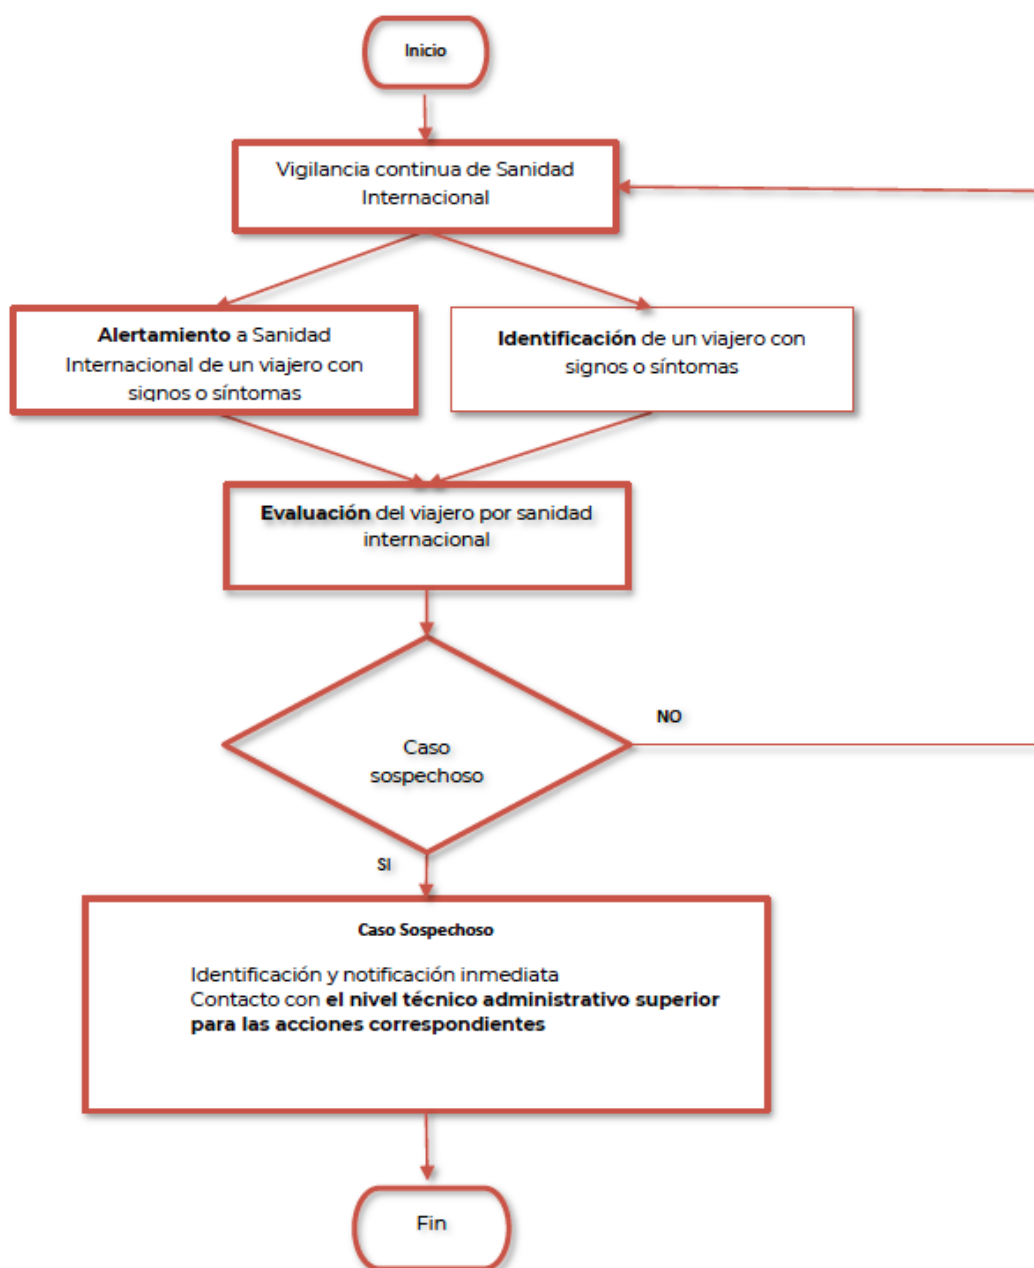 Inicio
Vigilancia continua de Sanidad
Internacional
Alertamiento a Sanidad
Internacional de un viajero con
signos o síntomas
Identificación de un viajero con
signos o síntomas
Evaluación del viajero por sanidad
internacional
Caso
sospechoso
NO
SI
Caso Sospechoso
Identificación y notificación inmediata
Contacto con el nivel técnico administrativo superior
para las acciones correspondientes
Fin